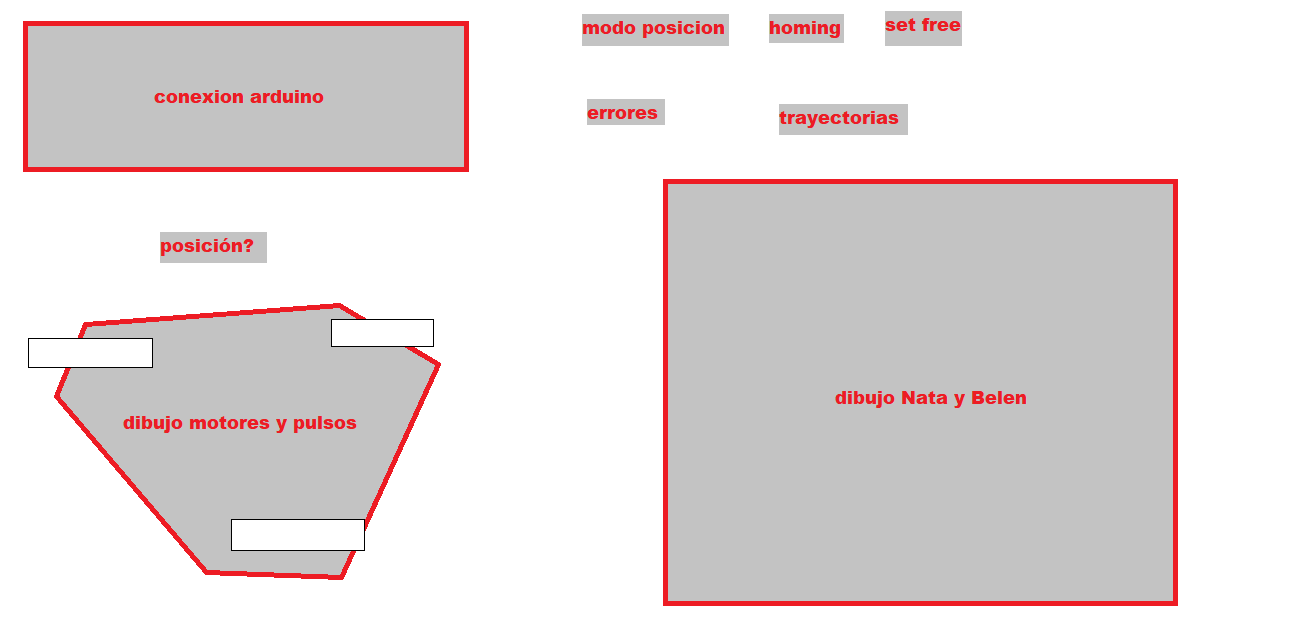 modo posicion
homing
set free
conexion arduino
errores
trayectorias
posición?
dibujo motores y pulsos
dibujo Nata y Belen